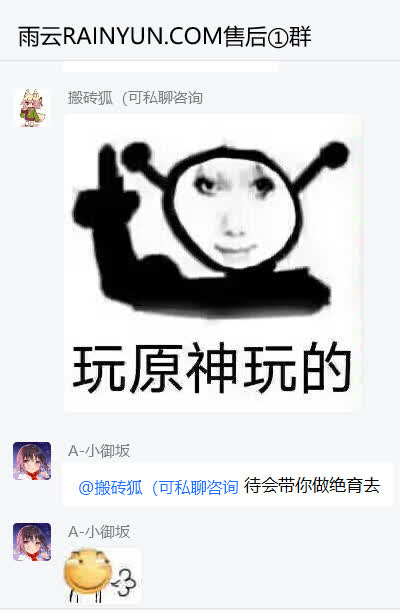 雨云RAINYUN.COM售后①群
搬砖狐（可私聊咨询
玩原神玩的
A-小御坂
@搬砖狐（可私聊咨询 待会带你做绝育去
A-小御坂